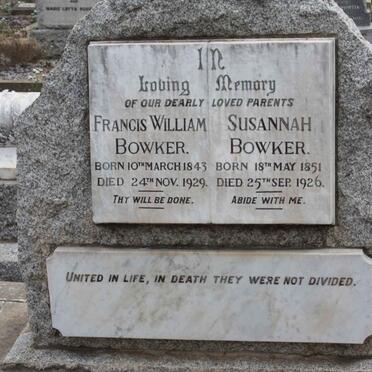 In
Loving Memory
OF OUR DEARLY LOVED PARENTS
FRANCIS WILLIAM
BOWKER.
BORN 10TH MARCH 1843
DIED 24TH NOV. 1929.
THY WILL BE DONE.
SUSANNAH
BOWKER.
BORN 18TH MAY 1851
DIED 25TH SEP. 1926.
ABIDE WITH ME.
UNITED IN LIFE, IN DEATH THEY WERE NOT DIVIDED.